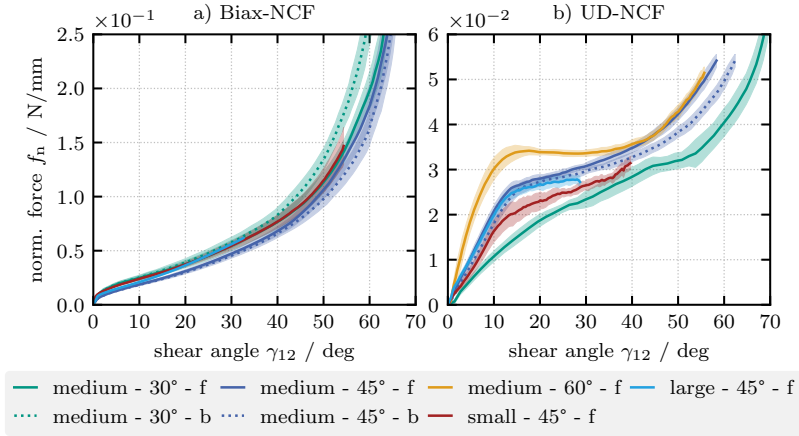 a) Biax-NCF
b) UD-NCF
×10⁻¹
×10⁻²
norm. force fₙ / N/mm
2.5
2.0
1.5
1.0
0.5
0.0
6
5
4
3
2
1
0
0 10 20 30 40 50 60 70
0 10 20 30 40 50 60 70
shear angle γ₁₂ / deg
shear angle γ₁₂ / deg
medium - 30° - f
medium - 45° - f
medium - 60° - f
large - 45° - f
medium - 30° - b
medium - 45° - b
small - 45° - f